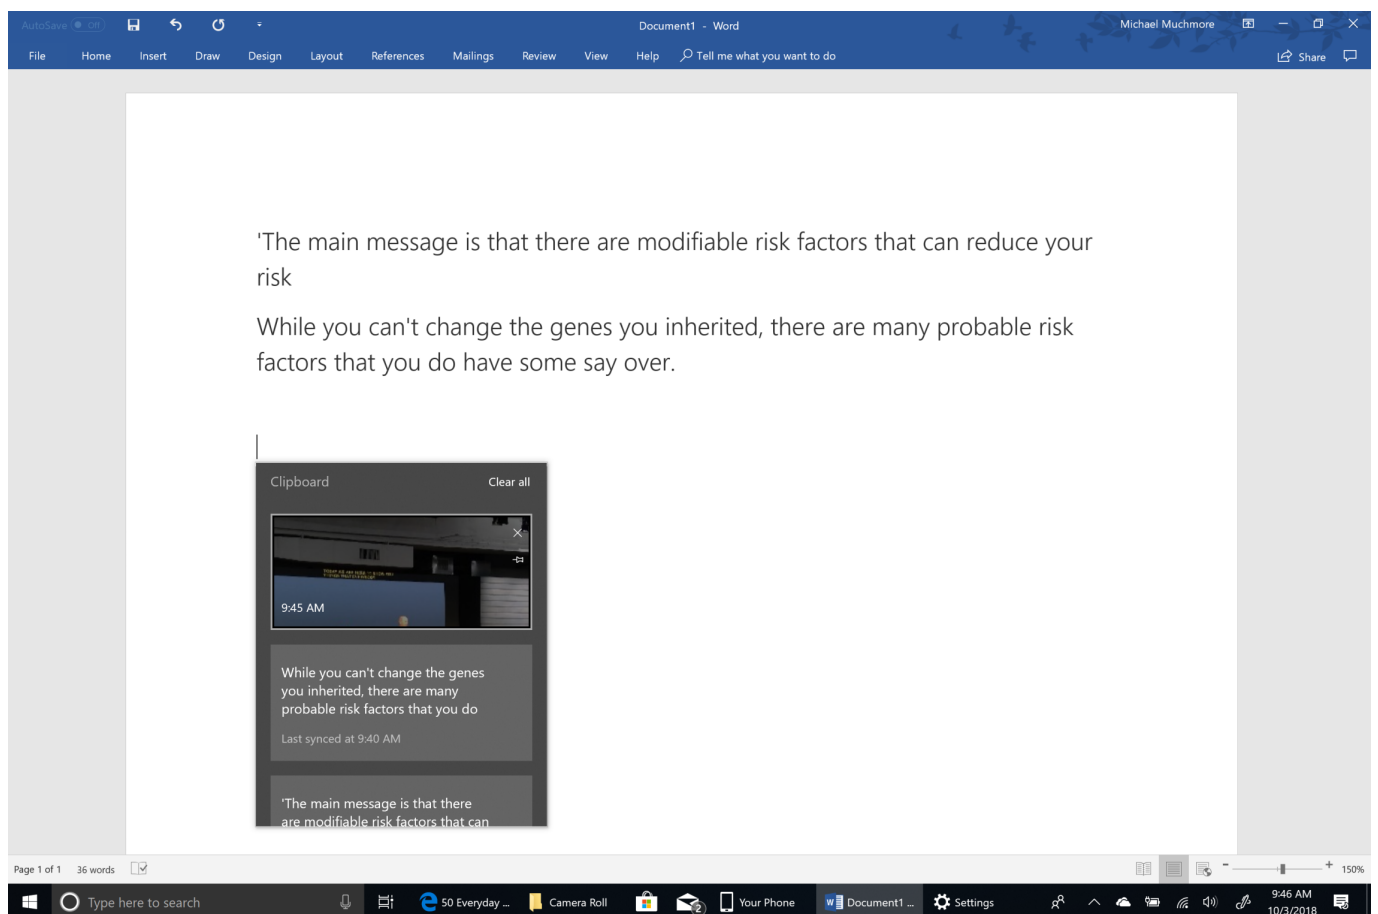 AutoSave Off
Document1 - Word
Michael Muchmore
File Home Insert Draw Design Layout References Mailings Review View Help Tell me what you want to do
Share
'The main message is that there are modifiable risk factors that can reduce your
risk
While you can't change the genes you inherited, there are many probable risk
factors that you do have some say over.
Clipboard Clear all
9:45 AM
While you can't change the genes
you inherited, there are many
probable risk factors that you do
Last synced at 9:40 AM
'The main message is that there
are modifiable risk factors that can
Page 1 of 1 36 words
150%
Type here to search
50 Everyday ...
Camera Roll
2
Your Phone
Document1 ...
Settings
9:46 AM
10/3/2018